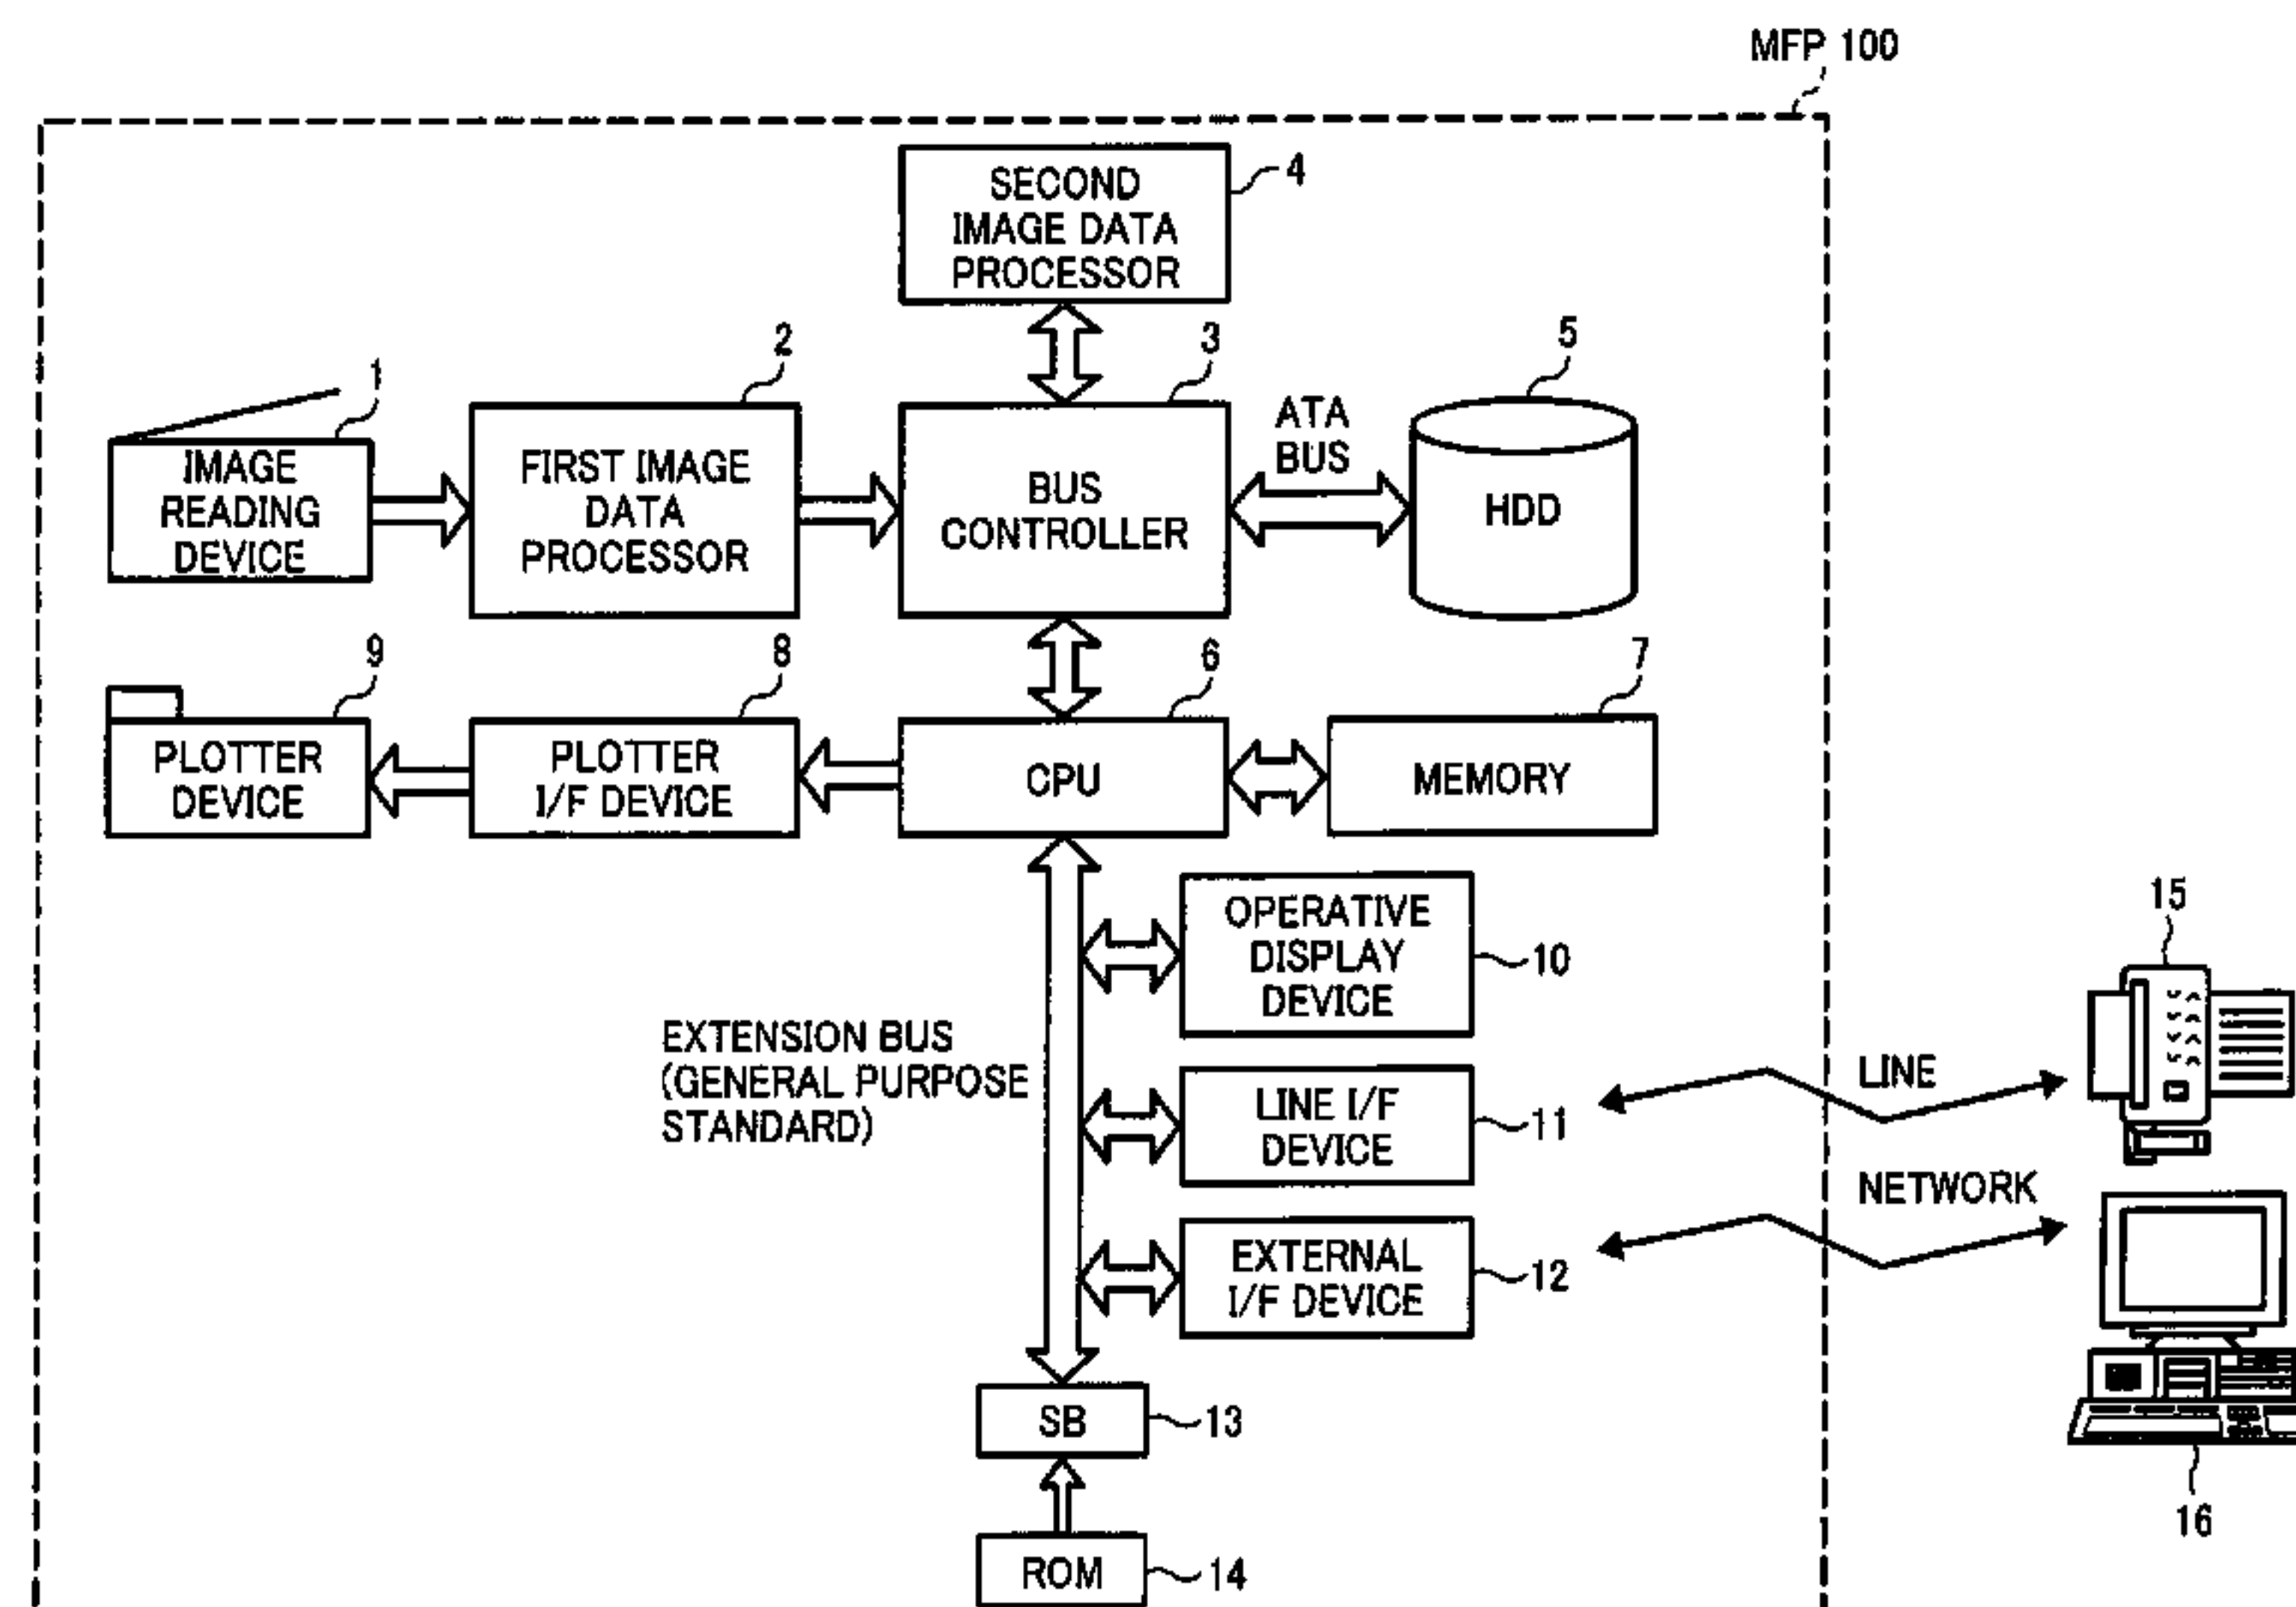 MFP 100
SECOND
IMAGE DATA
PROCESSOR
4
1
2
3
5
IMAGE
READING
DEVICE
FIRST IMAGE
DATA
PROCESSOR
BUS
CONTROLLER
ATA
BUS
HDD
9
8
6
7
PLOTTER
DEVICE
PLOTTER
I/F DEVICE
CPU
MEMORY
OPERATIVE
DISPLAY
DEVICE
10
EXTENSION BUS
(GENERAL PURPOSE
STANDARD)
LINE I/F
DEVICE
11
LINE
15
EXTERNAL
I/F DEVICE
12
NETWORK
16
SB
13
ROM
14